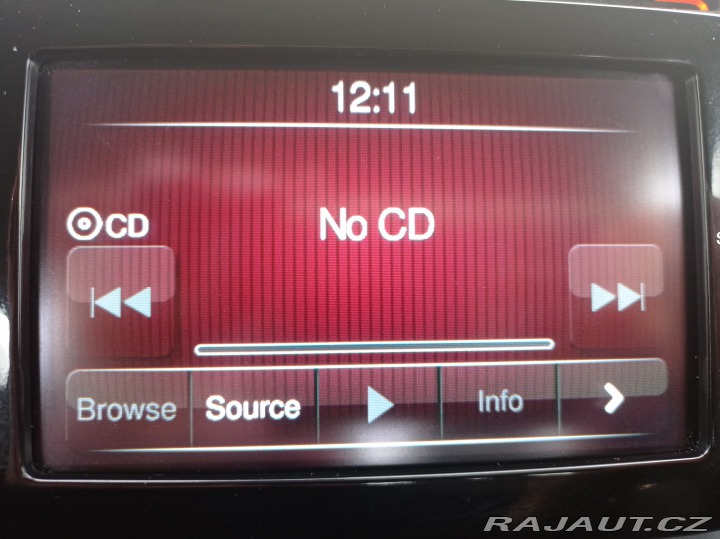 12:11
CD
No CD
Browse
Source
Info
RAJAUT.CZ